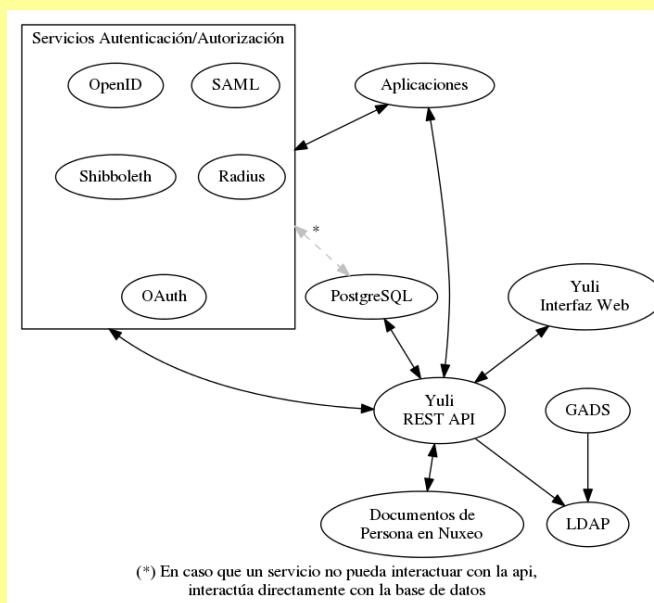 Servicios Autenticación/Autorización
OpenID
SAML
Aplicaciones
Shibboleth
Radius
*
OAuth
PostgreSQL
Yuli
Interfaz Web
Yuli
REST API
GADS
Documentos de
Persona en Nuxeo
LDAP
(*) En caso que un servicio no pueda interactuar con la api,
interactúa directamente con la base de datos